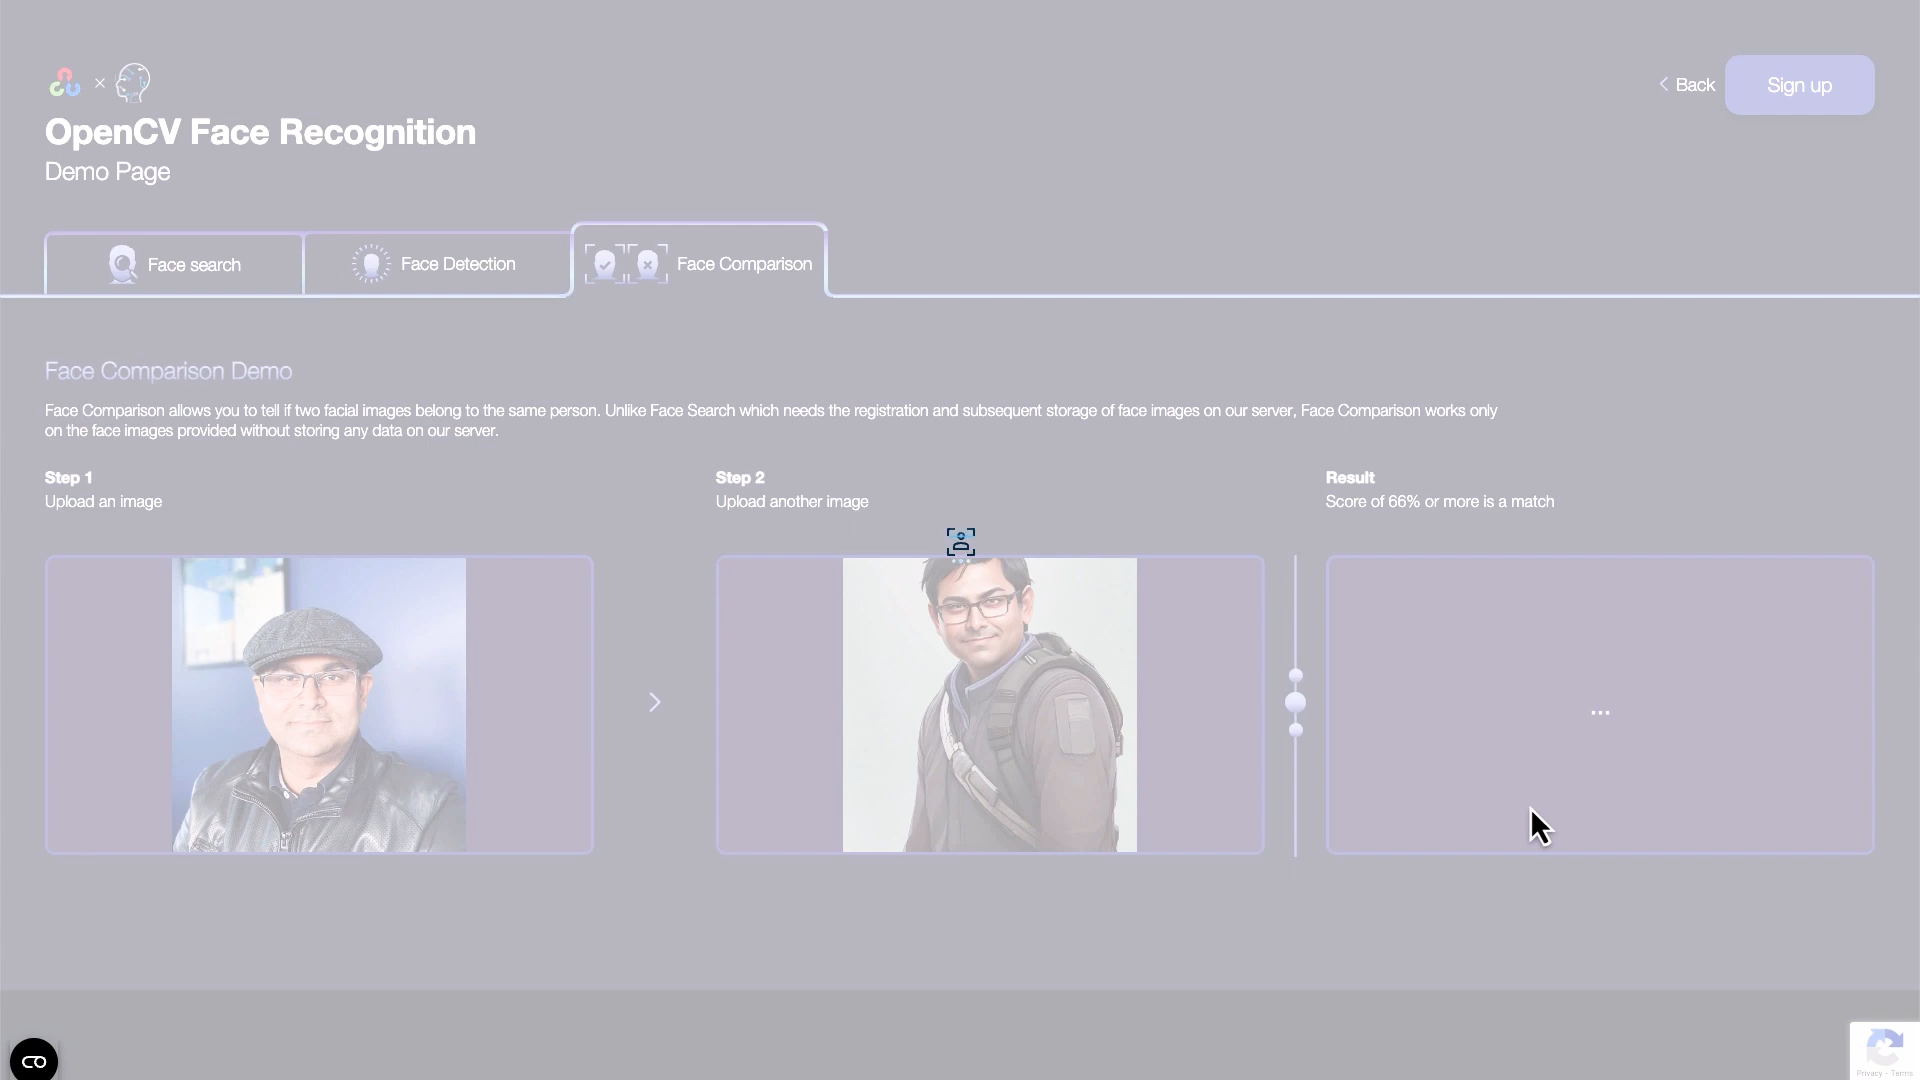 Back
Sign up
OpenCV Face Recognition
Demo Page
Face search
Face Detection
Face Comparison
Face Comparison Demo
Face Comparison allows you to tell if two facial images belong to the same person. Unlike Face Search which needs the registration and subsequent storage of face images on our server, Face Comparison works only
on the face images provided without storing any data on our server.
Step 1
Upload an image
Step 2
Upload another image
Result
Score of 66% or more is a match
...
Privacy - Terms